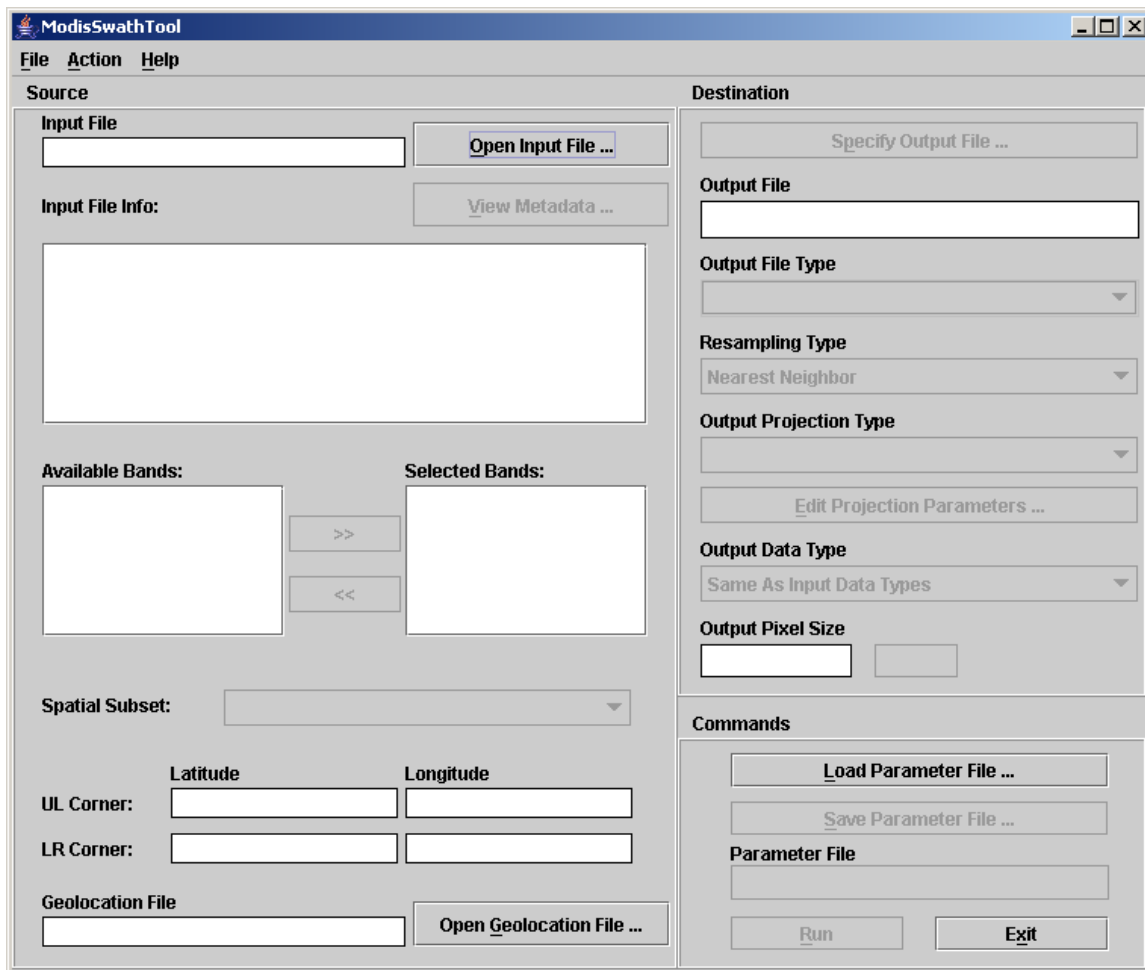 ModisSwathTool
File Action Help
Source
Input File
Open Input File ...
Input File Info:
View Metadata ...
Available Bands:
Selected Bands:
>>
<<
Spatial Subset:
Latitude
Longitude
UL Corner:
LR Corner:
Geolocation File
Open Geolocation File ...
Destination
Specify Output File ...
Output File
Output File Type
Resampling Type
Nearest Neighbor
Output Projection Type
Edit Projection Parameters ...
Output Data Type
Same As Input Data Types
Output Pixel Size
Commands
Load Parameter File ...
Save Parameter File ...
Parameter File
Run
Exit